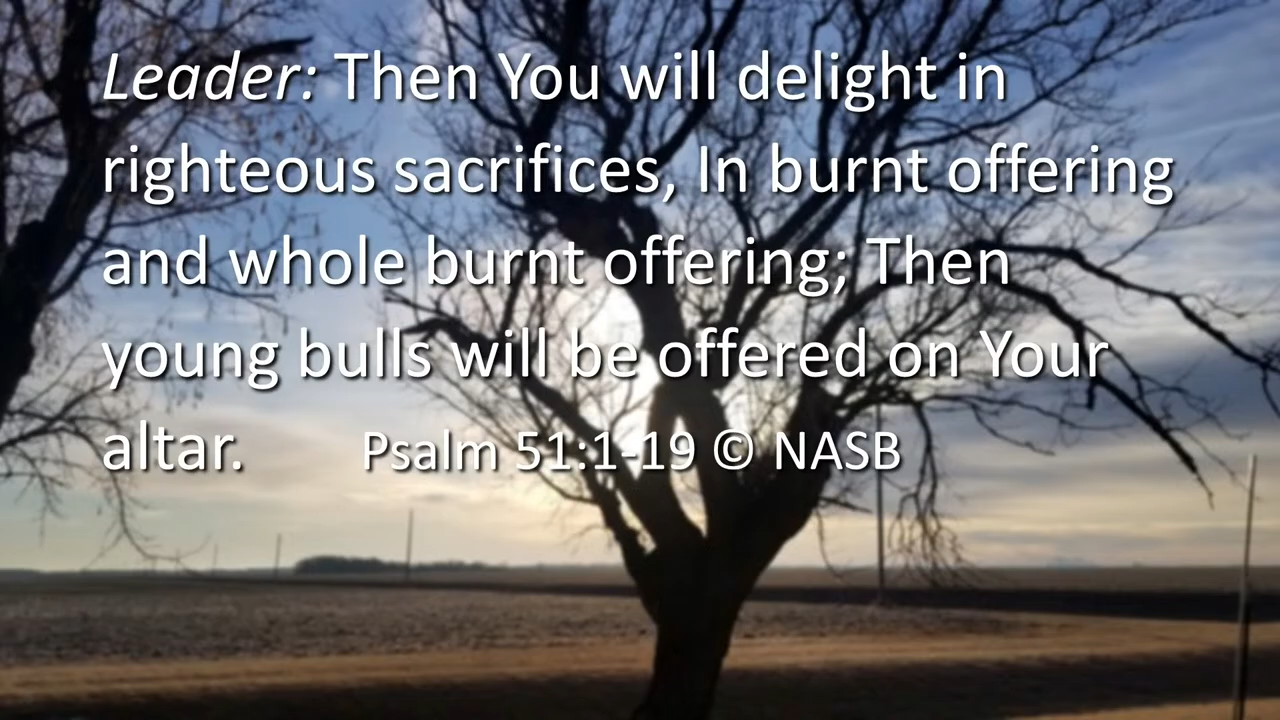 Leader: Then You will delight in
righteous sacrifices, In burnt offering
and whole burnt offering; Then
young bulls will be offered on Your
altar. Psalm 51:1-19 © NASB